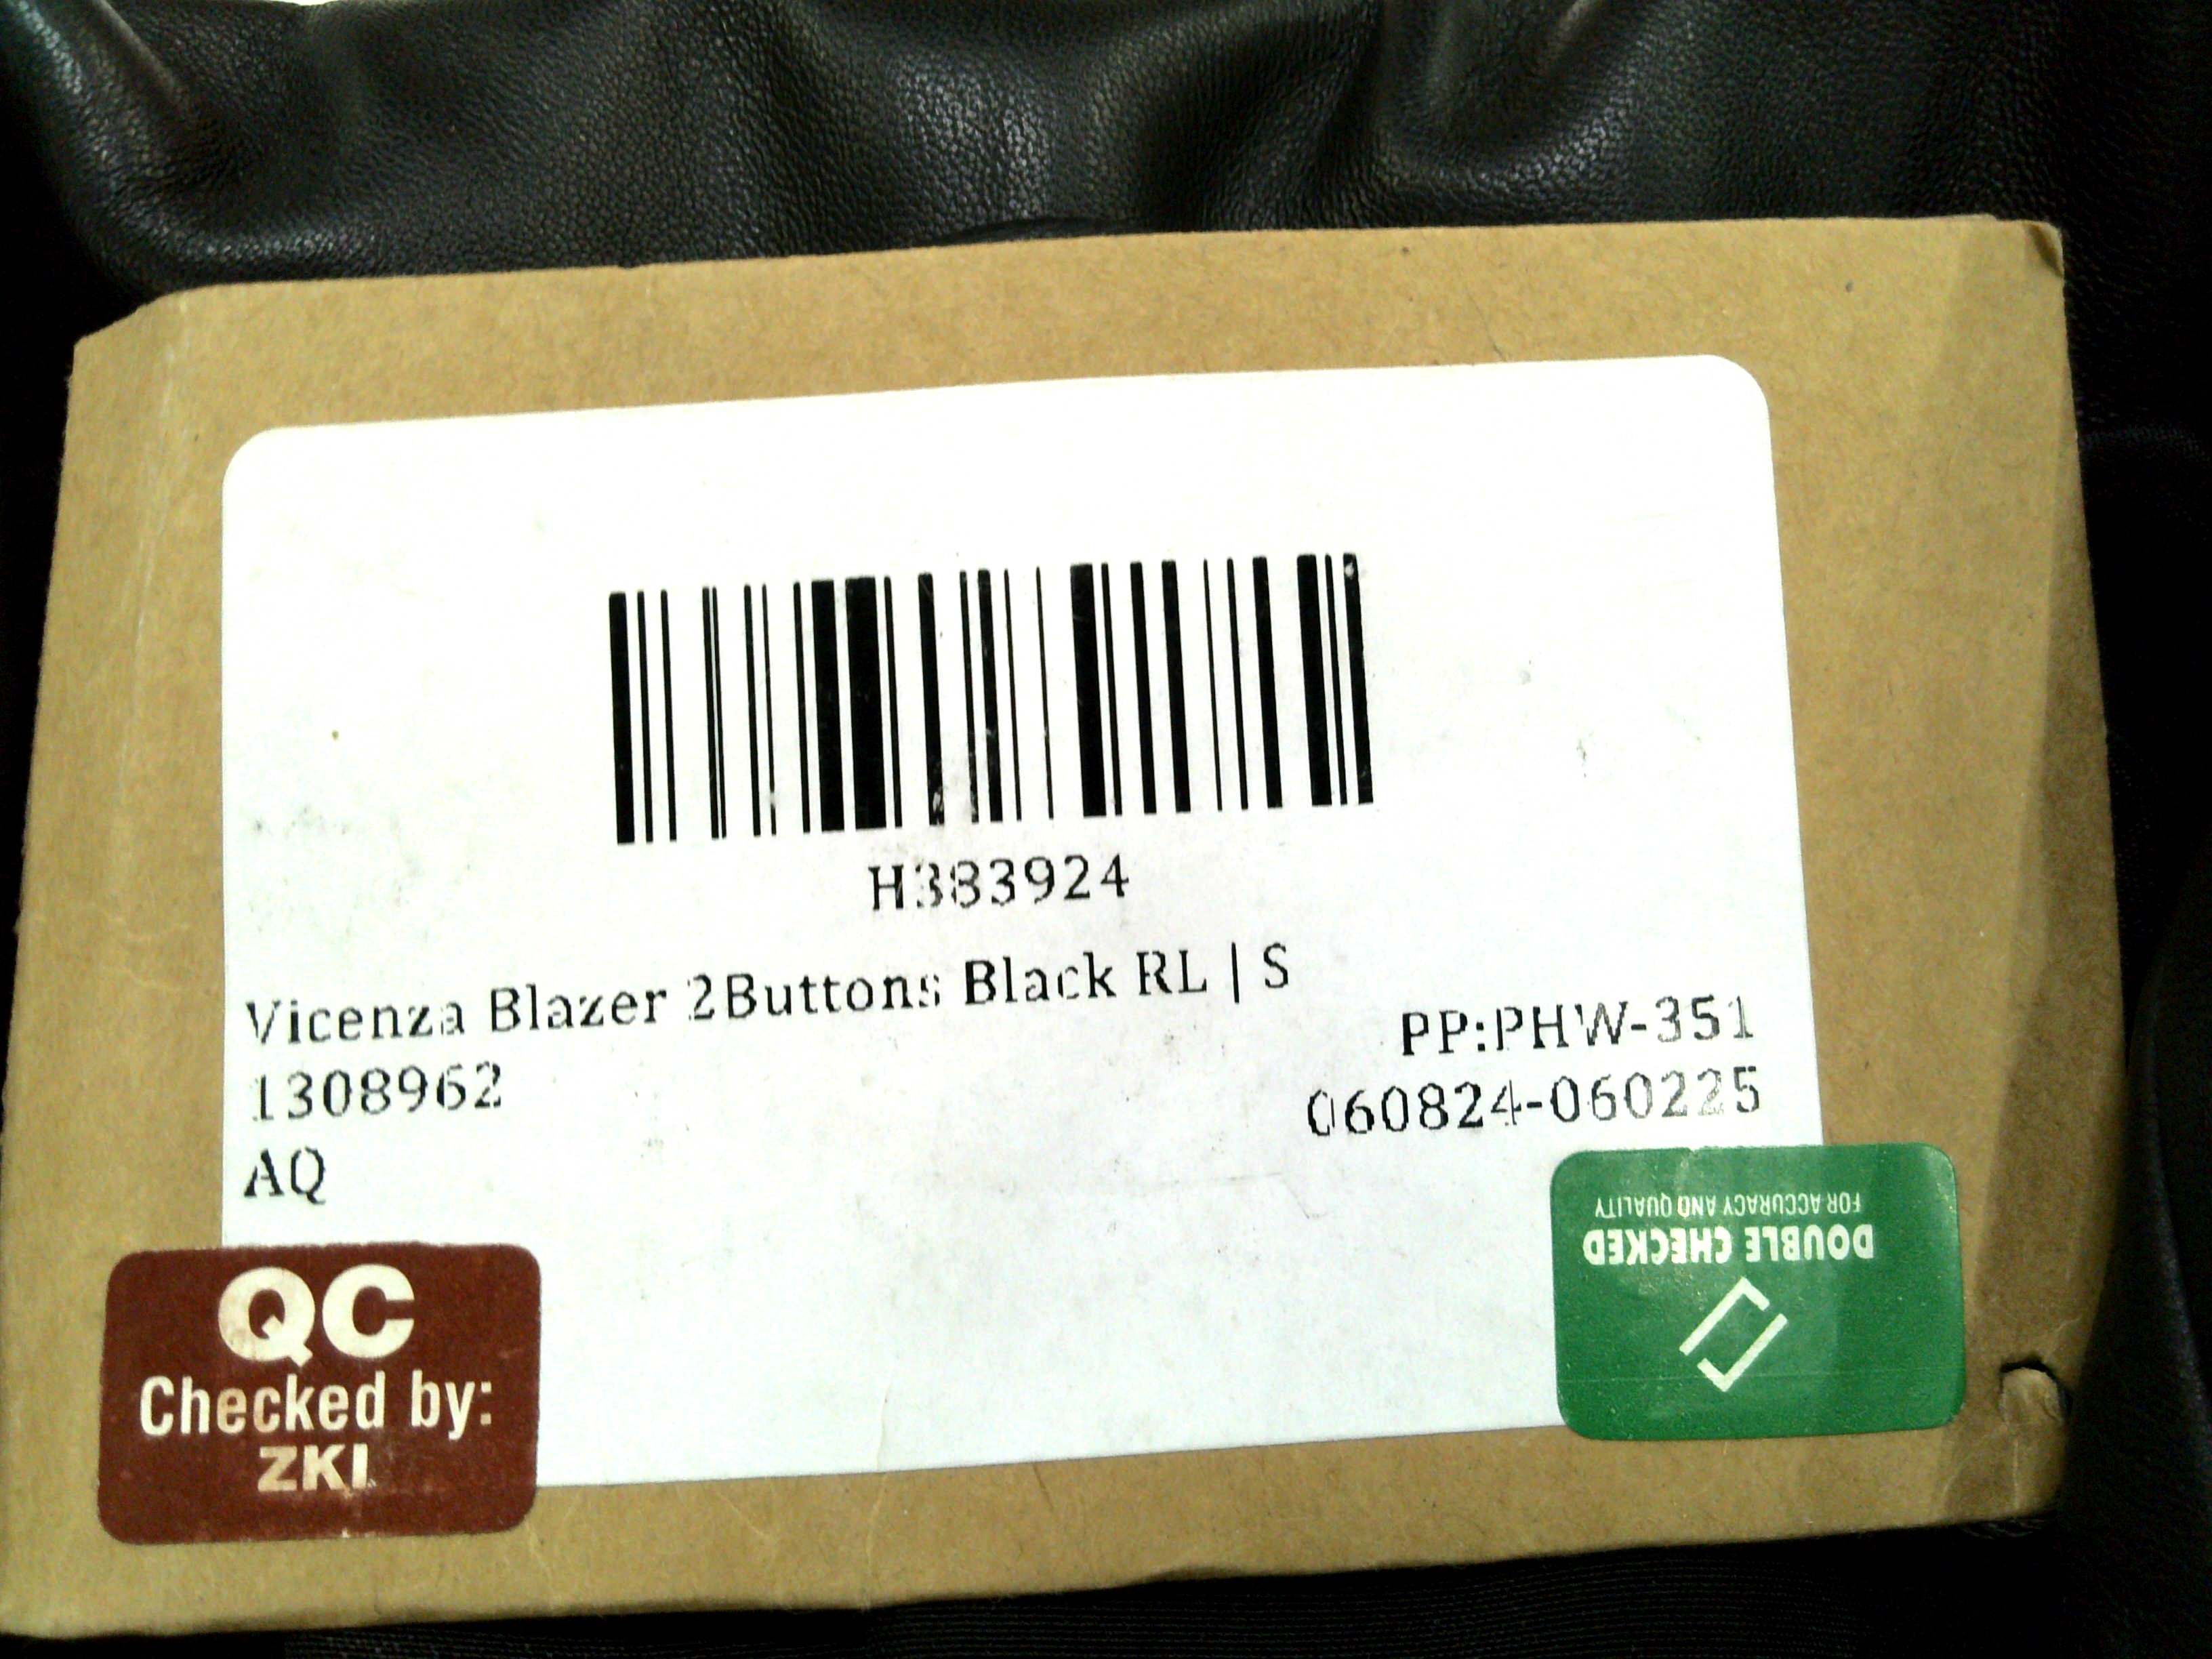 H383924
Vicenza Blazer 2Buttons Black RL | S
PP:PHW-351
1308962
060824-060225
AQ
QC
Checked by:
ZKI
DOUBLE CHECKED
FOR ACCURACY AND QUALITY